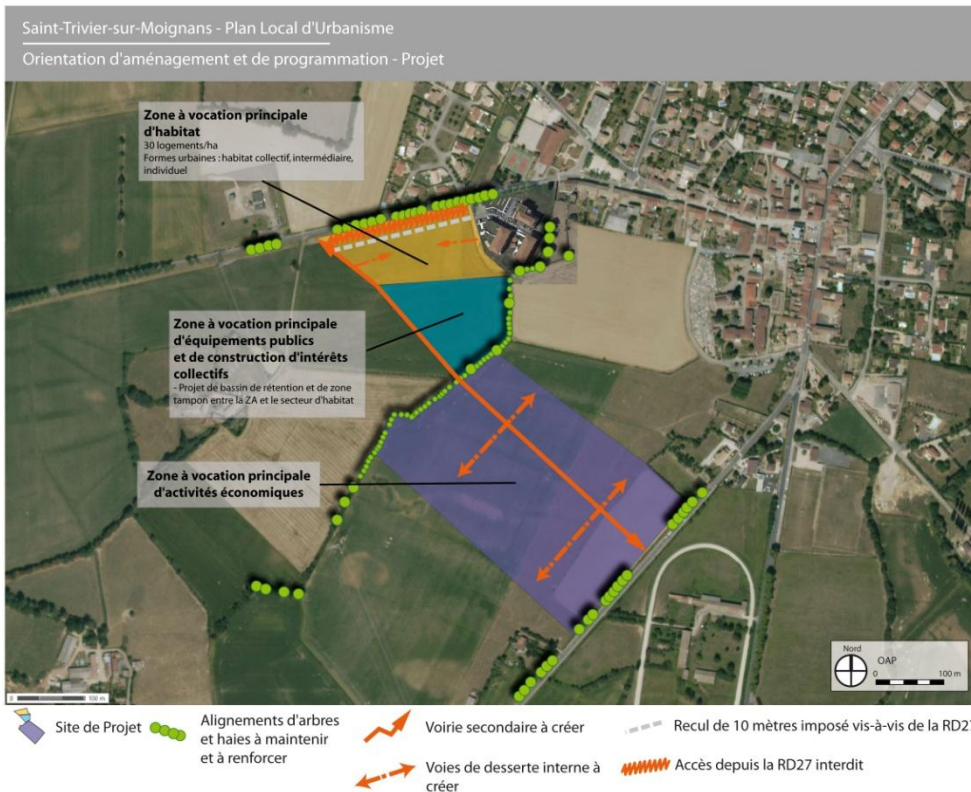 Saint-Trivier-sur-Moignans - Plan Local d'Urbanisme
Orientation d'aménagement et de programmation - Projet
Zone à vocation principale
d'habitat
30 logements/ha
Formes urbaines : habitat collectif, intermédiaire,
individuel
Zone à vocation principale
d'équipements publics
et de construction d'intérêts
collectifs
- Projet de bassin de rétention et de zone
tampon entre la ZA et le secteur d'habitat
Zone à vocation principale
d'activités économiques
Nord
OAP
0 100 m
0 100 m
Site de Projet
Alignements d'arbres
et haies à maintenir
et à renforcer
Voirie secondaire à créer
Voies de desserte interne à
créer
Recul de 10 mètres imposé vis-à-vis de la RD27
Accès depuis la RD27 interdit